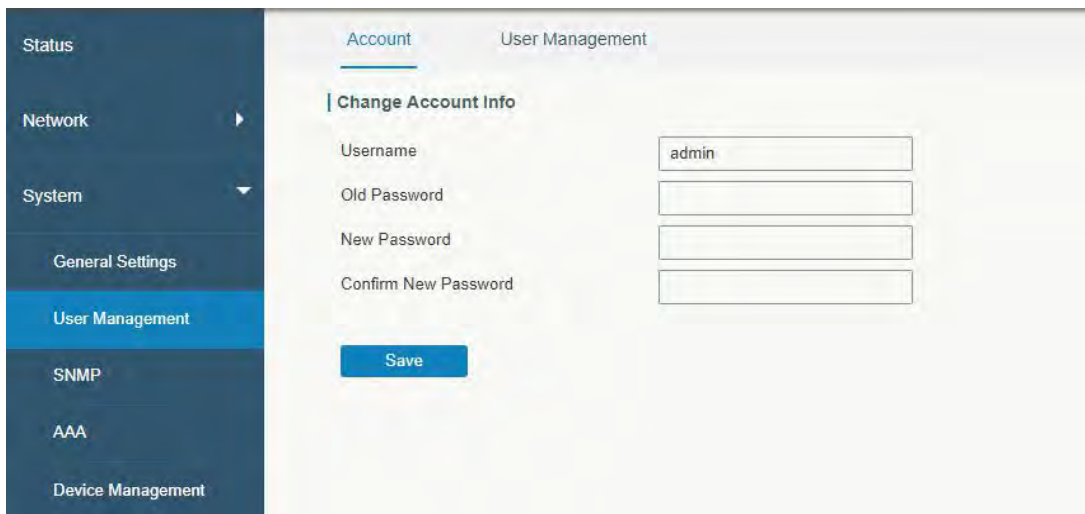 Status
Network
System
General Settings
User Management
SNMP
AAA
Device Management
Account User Management
Change Account Info
Username admin
Old Password
New Password
Confirm New Password
Save